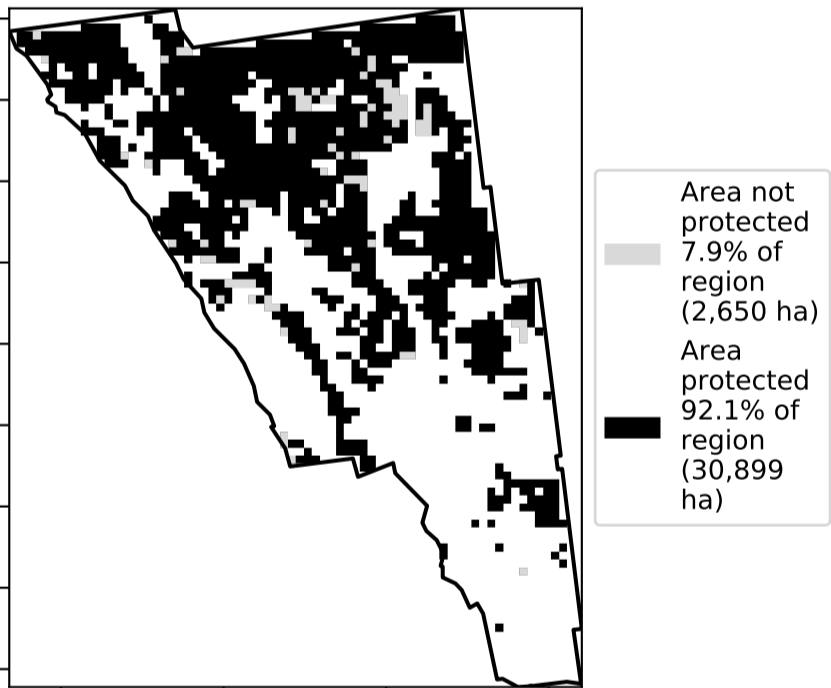 Area not
protected
7.9% of
region
(2,650 ha)
Area
protected
92.1% of
region
(30,899
ha)